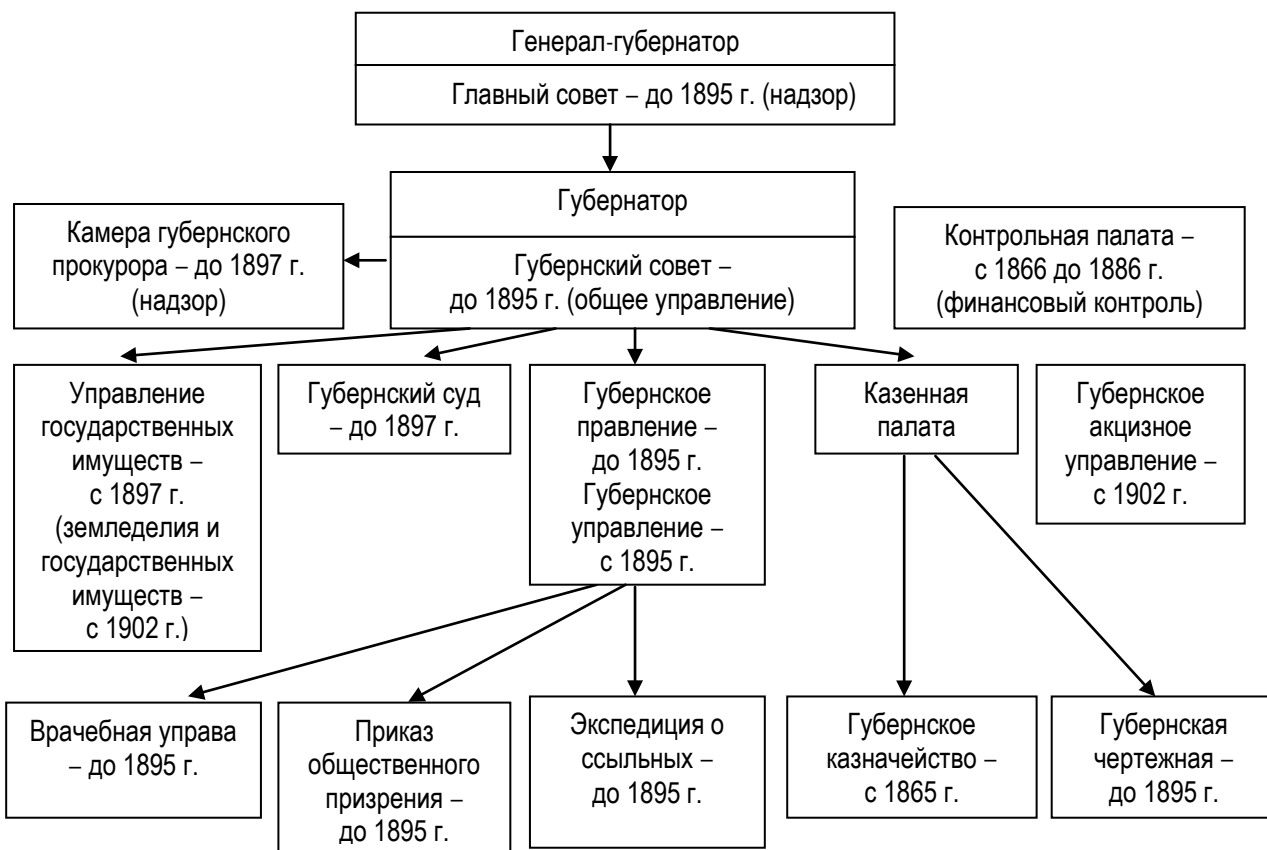 Генерал-губернатор
Главный совет – до 1895 г. (надзор)
Губернатор
Губернский совет –
до 1895 г. (общее управление)
Камера губернского
прокурора – до 1897 г.
(надзор)
Контрольная палата –
с 1866 до 1886 г.
(финансовый контроль)
Управление
государственных
имуществ –
с 1897 г.
(земледелия и
государственных
имуществ –
с 1902 г.)
Губернский суд
– до 1897 г.
Губернское
правление –
до 1895 г.
Губернское
управление –
с 1895 г.
Казенная
палата
Губернское
акцизное
управление –
с 1902 г.
Врачебная управа
– до 1895 г.
Приказ
общественного
призрения –
до 1895 г.
Экспедиция о
ссыльных –
до 1895 г.
Губернское
казначейство –
с 1865 г.
Губернская
чертежная –
до 1895 г.